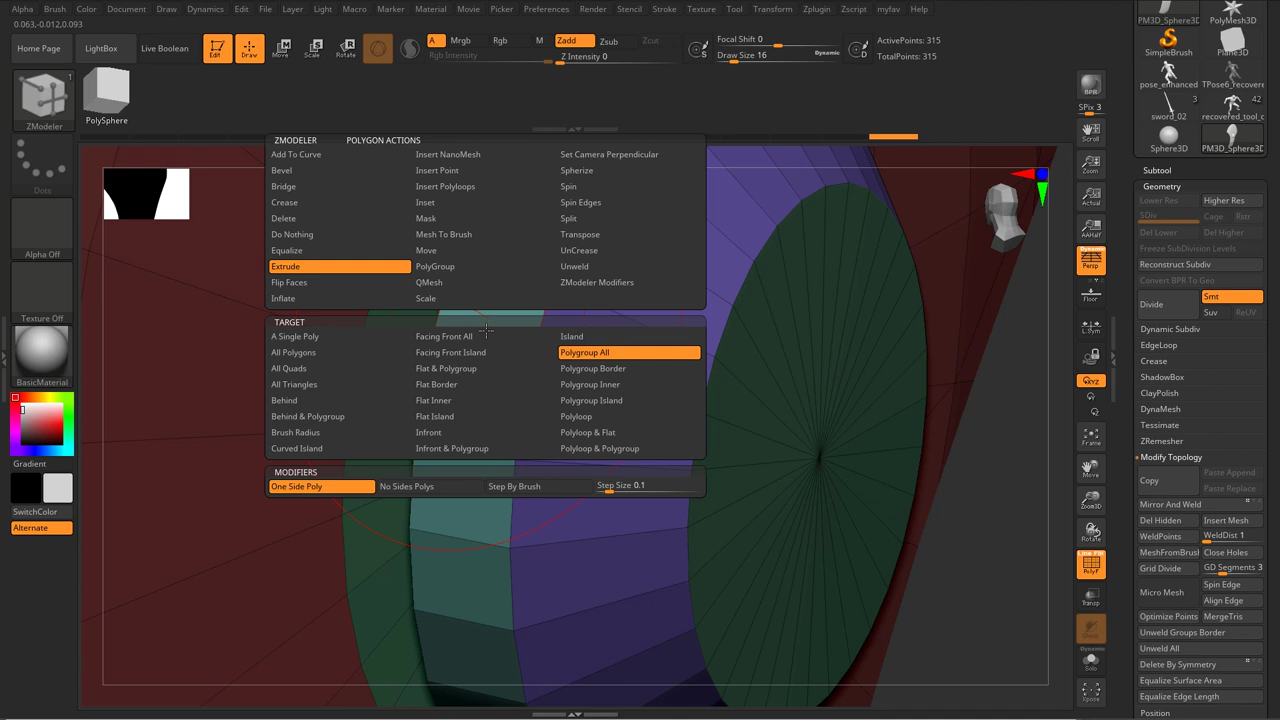 Alpha Brush Color Document Draw Dynamics Edit File Layer Light Macro Marker Material Movie Picker Preferences Render Stencil Stroke Texture Tool Transform Zplugin Zscript myfav Help
0.063,-0.012,0.093
Home Page LightBox Live Boolean Edit Draw Move Scale Rotate
A Mrgb Rgb M Zadd Zsub Zcut
Rgb Intensity Z Intensity 0
S Focal Shift 0
Draw Size 16 Dynamic D
ActivePoints: 315
TotalPoints: 315
1
ZModeler
PolySphere
Dots
Alpha Off
Texture Off
BasicMaterial
Gradient
SwitchColor
Alternate
ZMODELER POLYGON ACTIONS
Add To Curve Insert NanoMesh Set Camera Perpendicular
Bevel Insert Point Spherize
Bridge Insert Polyloops Spin
Crease Inset Spin Edges
Delete Mask Split
Do Nothing Mesh To Brush Transpose
Equalize Move UnCrease
Extrude PolyGroup Unweld
Flip Faces QMesh ZModeler Modifiers
Inflate Scale
TARGET
A Single Poly Facing Front All Island
All Polygons Facing Front Island Polygroup All
All Quads Flat & Polygroup Polygroup Border
All Triangles Flat Border Polygroup Inner
Behind Flat Inner Polygroup Island
Behind & Polygroup Flat Island Polyloop
Brush Radius Infront Polyloop & Flat
Curved Island Infront & Polygroup Polyloop & Polygroup
MODIFIERS
One Side Poly No Sides Polys Step By Brush Step Size 0.1
BPR
SPix 3
Scroll
Zoom
Actual
AAHalf
Dynamic
Persp
Floor
L.Sym
XYZ
Frame
Move
Zoom3D
Rotate
Line Fill
PolyF
Transp
Dynamic
Solo
Xpose
PM3D_Sphere3D PolyMesh3D
SimpleBrush Plane3D
pose_enhanced TPose6_recovere
3 42
sword_02 recovered_tool_c
Sphere3D PM3D_Sphere3D
Subtool
Geometry
Lower Res Higher Res
SDiv Cage Rstr
Del Lower Del Higher
Freeze SubDivision Levels
Reconstruct Subdiv
Convert BPR To Geo
Divide Smt
Suv ReUV
Dynamic Subdiv
EdgeLoop
Crease
ShadowBox
ClayPolish
DynaMesh
Tessimate
ZRemesher
Modify Topology
Copy Paste Append
Paste Replace
Mirror And Weld
Del Hidden Insert Mesh
WeldPoints WeldDist 1
MeshFromBrush Close Holes
Grid Divide GD Segments 3
Micro Mesh Spin Edge
Align Edge
Optimize Points MergeTris
Unweld Groups Border
Unweld All
Delete By Symmetry
Equalize Surface Area
Equalize Edge Length
Position